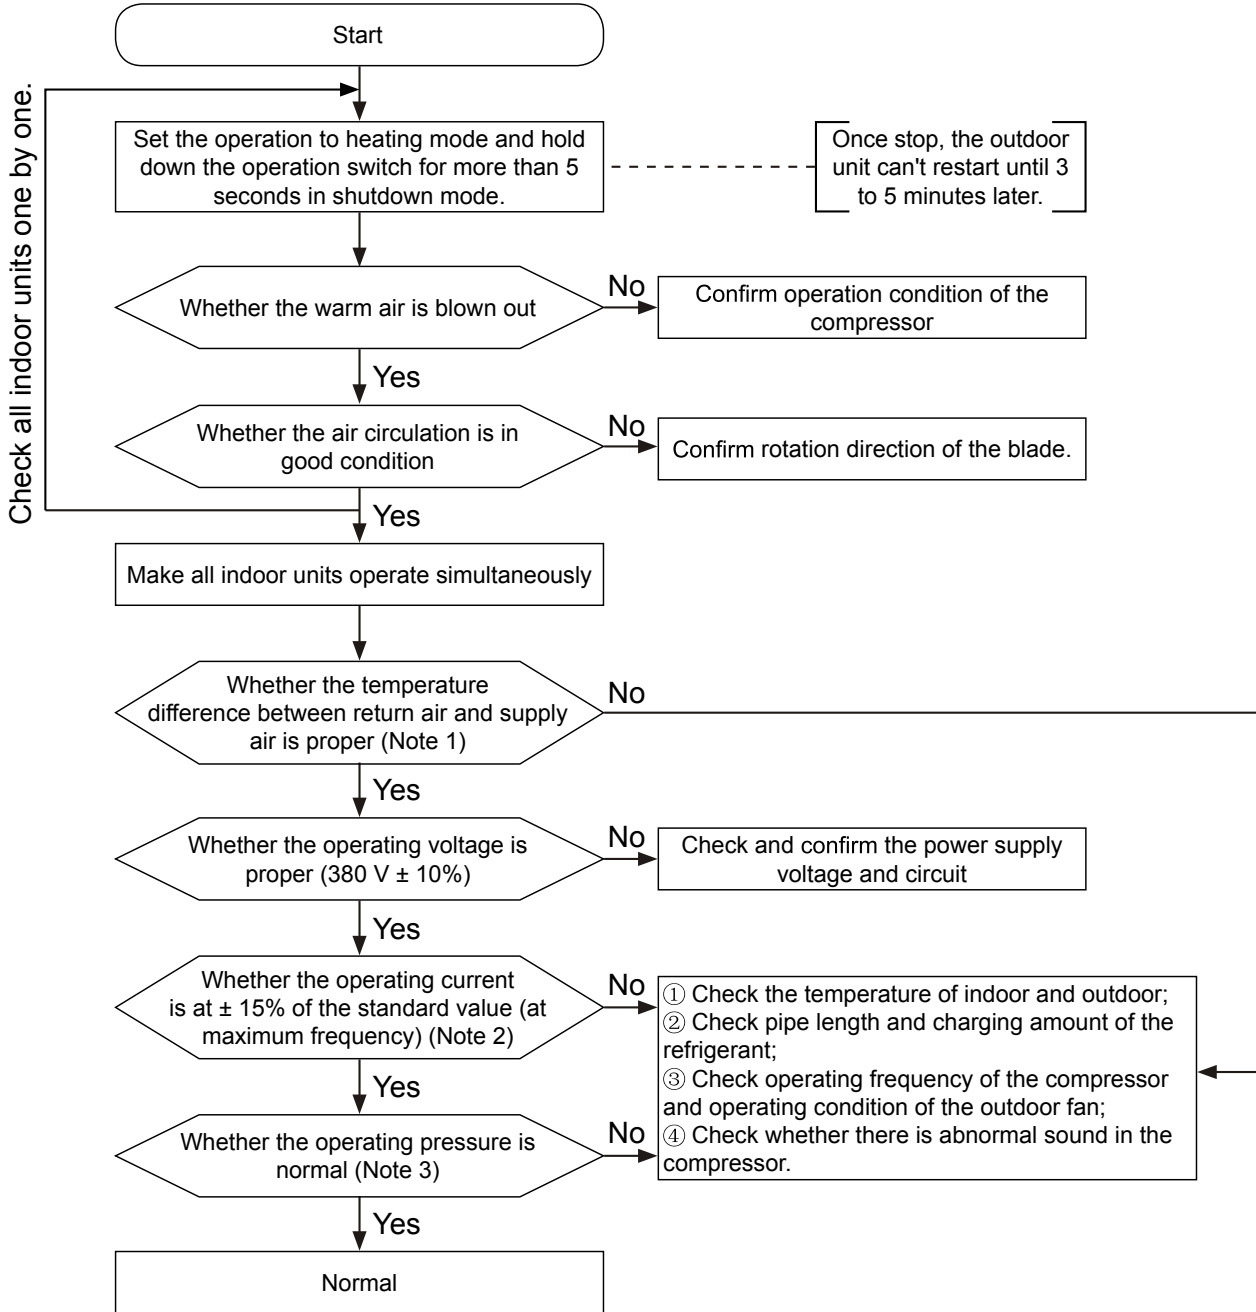 Start
Check all indoor units one by one.
Set the operation to heating mode and hold
down the operation switch for more than 5
seconds in shutdown mode.
Once stop, the outdoor
unit can't restart until 3
to 5 minutes later.
Whether the warm air is blown out
No
Confirm operation condition of the
compressor
Yes
Whether the air circulation is in
good condition
No
Confirm rotation direction of the blade.
Yes
Make all indoor units operate simultaneously
Whether the temperature
difference between return air and supply
air is proper (Note 1)
No
Yes
Whether the operating voltage is
proper (380 V ± 10%)
No
Check and confirm the power supply
voltage and circuit
Yes
Whether the operating current
is at ± 15% of the standard value (at
maximum frequency) (Note 2)
No
① Check the temperature of indoor and outdoor;
② Check pipe length and charging amount of the
refrigerant;
③ Check operating frequency of the compressor
and operating condition of the outdoor fan;
④ Check whether there is abnormal sound in the
compressor.
Yes
Whether the operating pressure is
normal (Note 3)
No
Yes
Normal